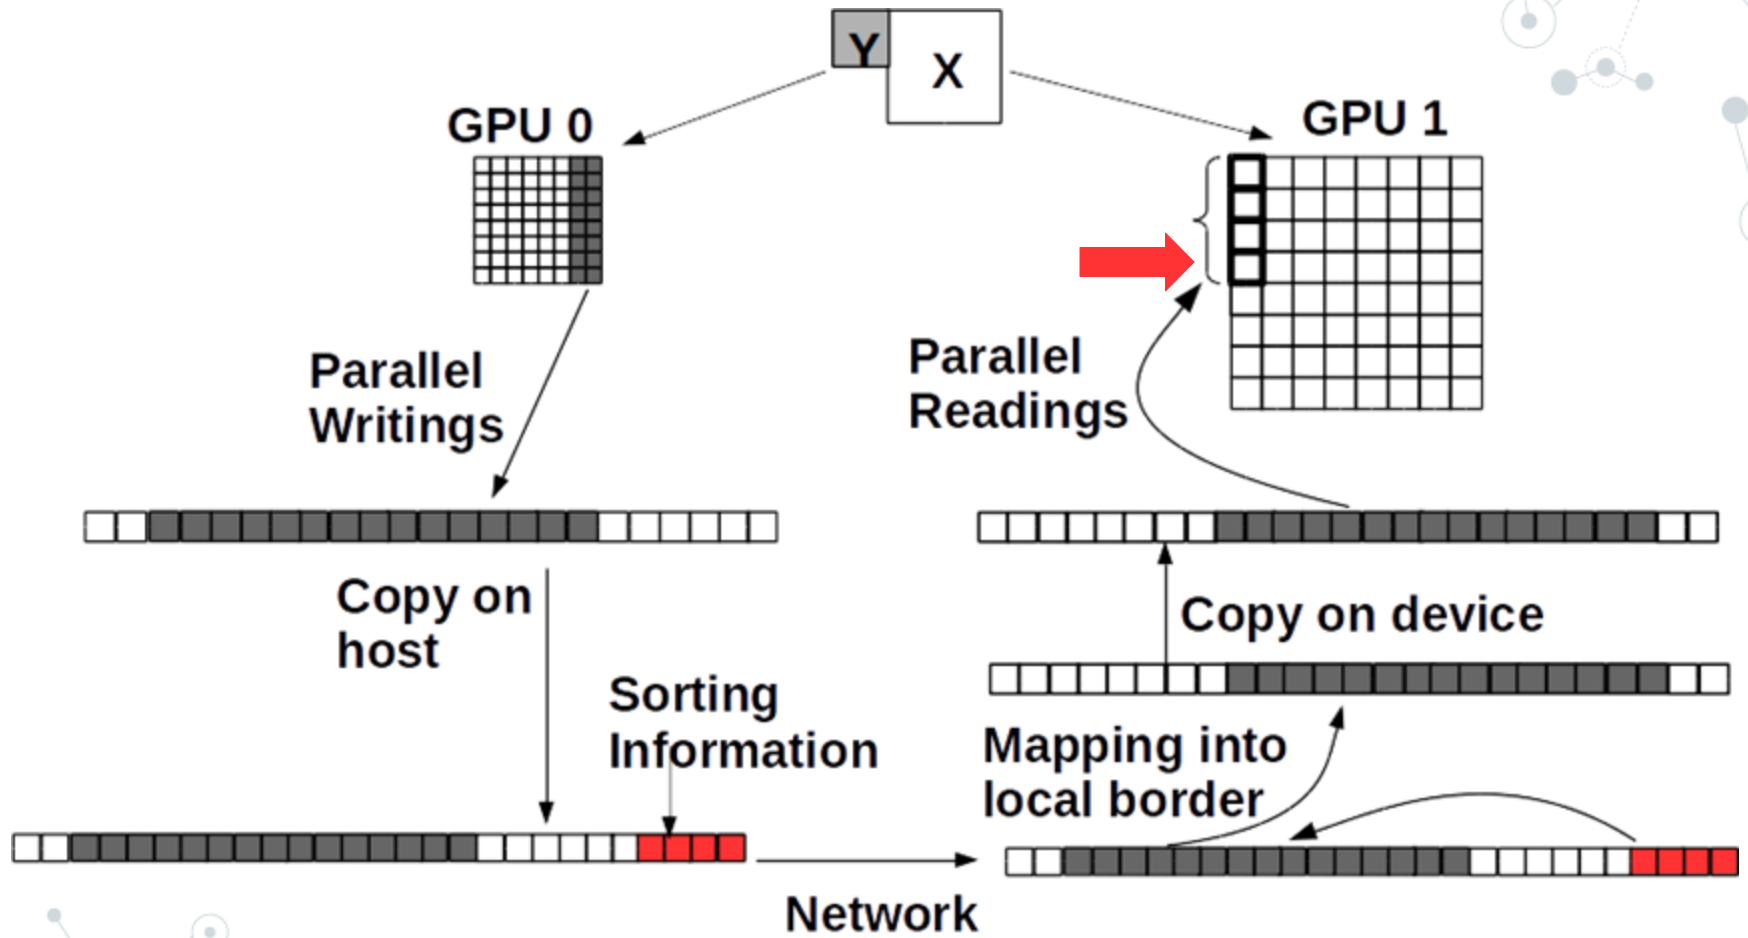 Y
X
GPU 0
GPU 1
Parallel
Writings
Parallel
Readings
Copy on
host
Copy on device
Sorting
Information
Mapping into
local border
Network